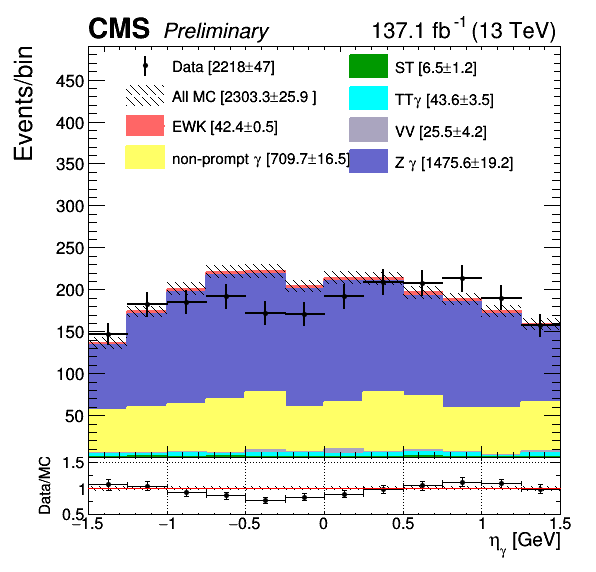 CMS Preliminary 137.1 fb⁻¹ (13 TeV)
Events/bin
450
400
350
300
250
200
150
100
50
Data [2218±47]
All MC [2303.3±25.9 ]
EWK [42.4±0.5]
non-prompt γ [709.7±16.5]
ST [6.5±1.2]
TTγ [43.6±3.5]
VV [25.5±4.2]
Z γ [1475.6±19.2]
Data/MC
1.5
1
0.5
−1.5 −1 −0.5 0 0.5 1 1.5
η_γ [GeV]